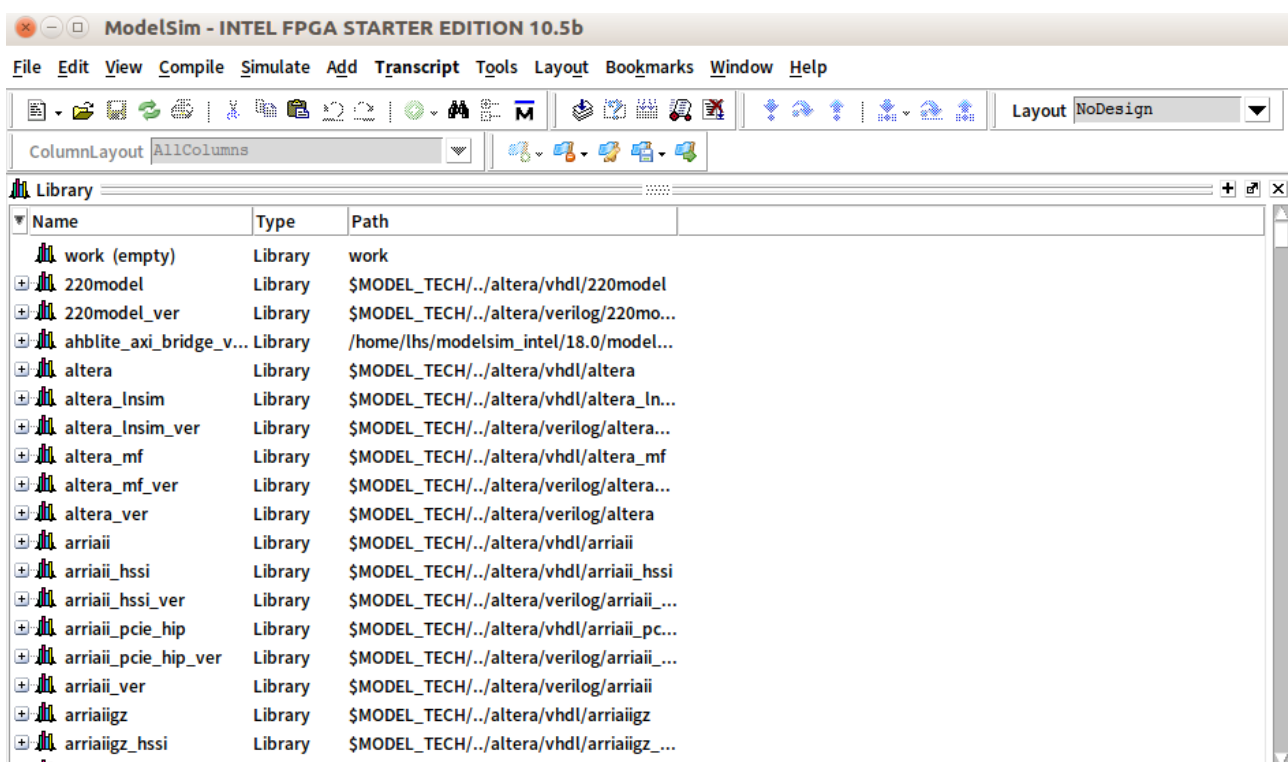 ModelSim - INTEL FPGA STARTER EDITION 10.5b
File Edit View Compile Simulate Add Transcript Tools Layout Bookmarks Window Help
Layout NoDesign
ColumnLayout AllColumns
Library
Name Type Path
work (empty) Library work
220model Library $MODEL_TECH/../altera/vhdl/220model
220model_ver Library $MODEL_TECH/../altera/verilog/220mo...
ahblite_axi_bridge_v... Library /home/lhs/modelsim_intel/18.0/model...
altera Library $MODEL_TECH/../altera/vhdl/altera
altera_lnsim Library $MODEL_TECH/../altera/vhdl/altera_ln...
altera_lnsim_ver Library $MODEL_TECH/../altera/verilog/altera...
altera_mf Library $MODEL_TECH/../altera/vhdl/altera_mf
altera_mf_ver Library $MODEL_TECH/../altera/verilog/altera...
altera_ver Library $MODEL_TECH/../altera/verilog/altera
arriaii Library $MODEL_TECH/../altera/vhdl/arriaii
arriaii_hssi Library $MODEL_TECH/../altera/vhdl/arriaii_hssi
arriaii_hssi_ver Library $MODEL_TECH/../altera/verilog/arriaii_...
arriaii_pcie_hip Library $MODEL_TECH/../altera/vhdl/arriaii_pc...
arriaii_pcie_hip_ver Library $MODEL_TECH/../altera/verilog/arriaii_...
arriaii_ver Library $MODEL_TECH/../altera/verilog/arriaii
arriaiigz Library $MODEL_TECH/../altera/vhdl/arriaiigz
arriaiigz_hssi Library $MODEL_TECH/../altera/vhdl/arriaiigz_...